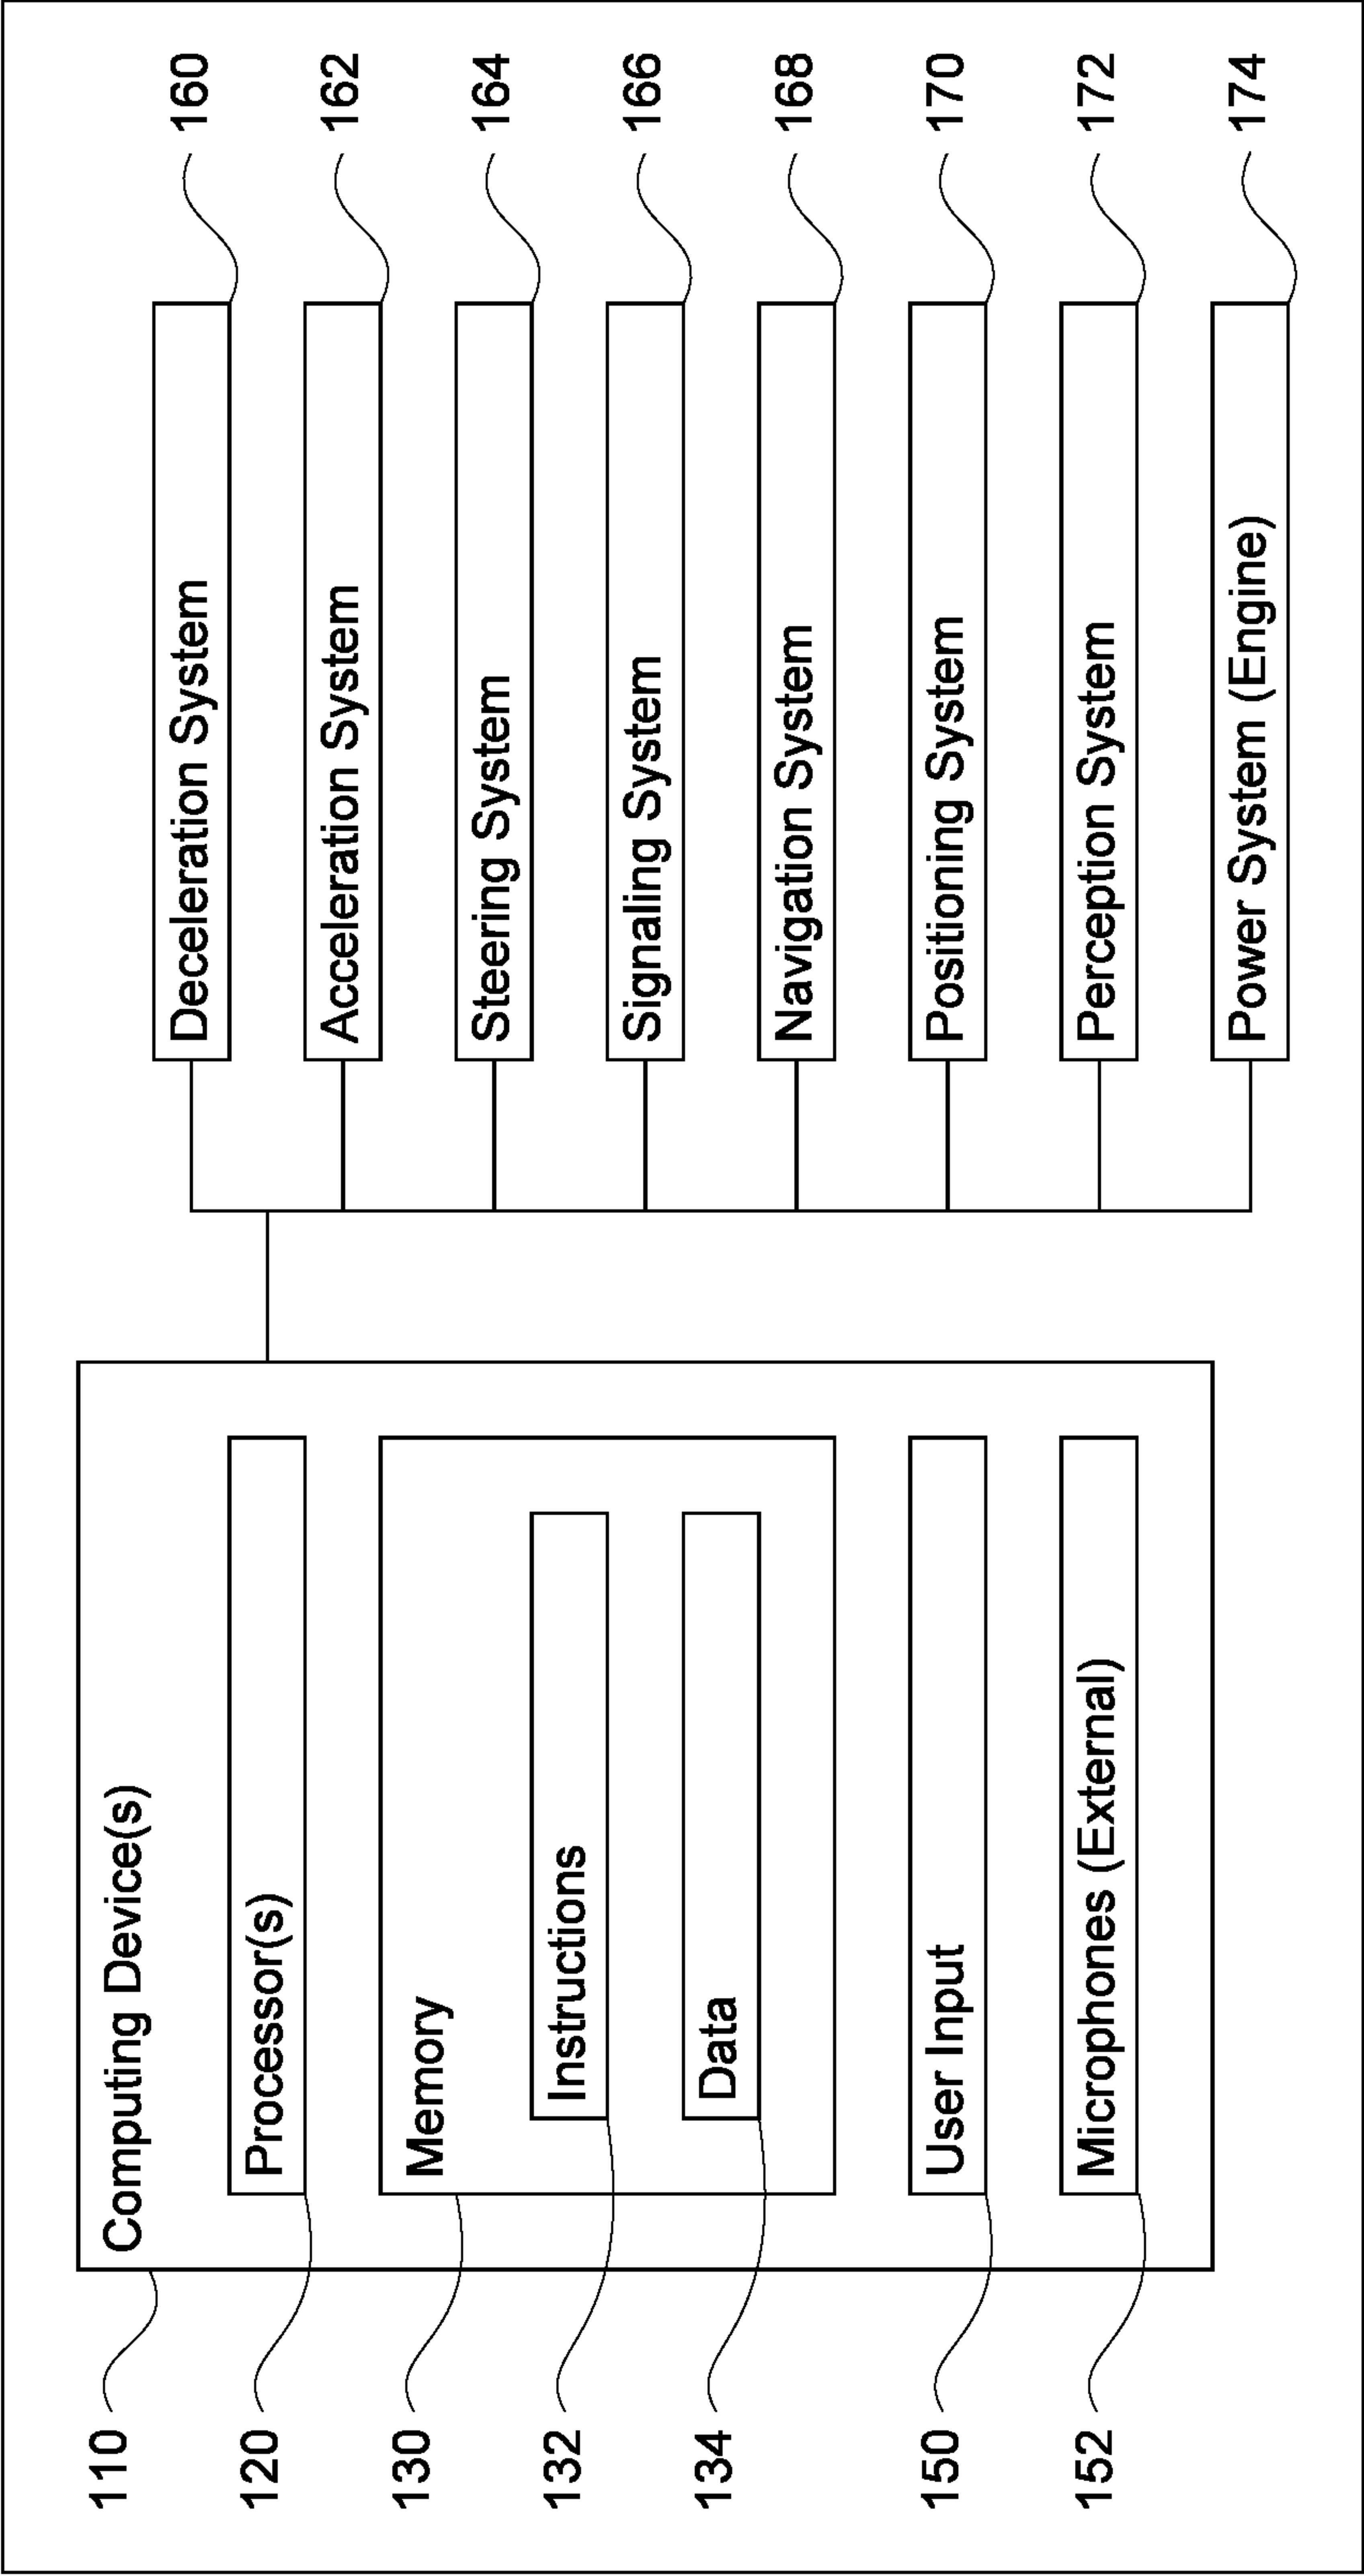 110
Computing Device(s)
120
Processor(s)
130
Memory
132
Instructions
134
Data
150
User Input
152
Microphones (External)
Deceleration System
160
Acceleration System
162
Steering System
164
Signaling System
166
Navigation System
168
Positioning System
170
Perception System
172
Power System (Engine)
174